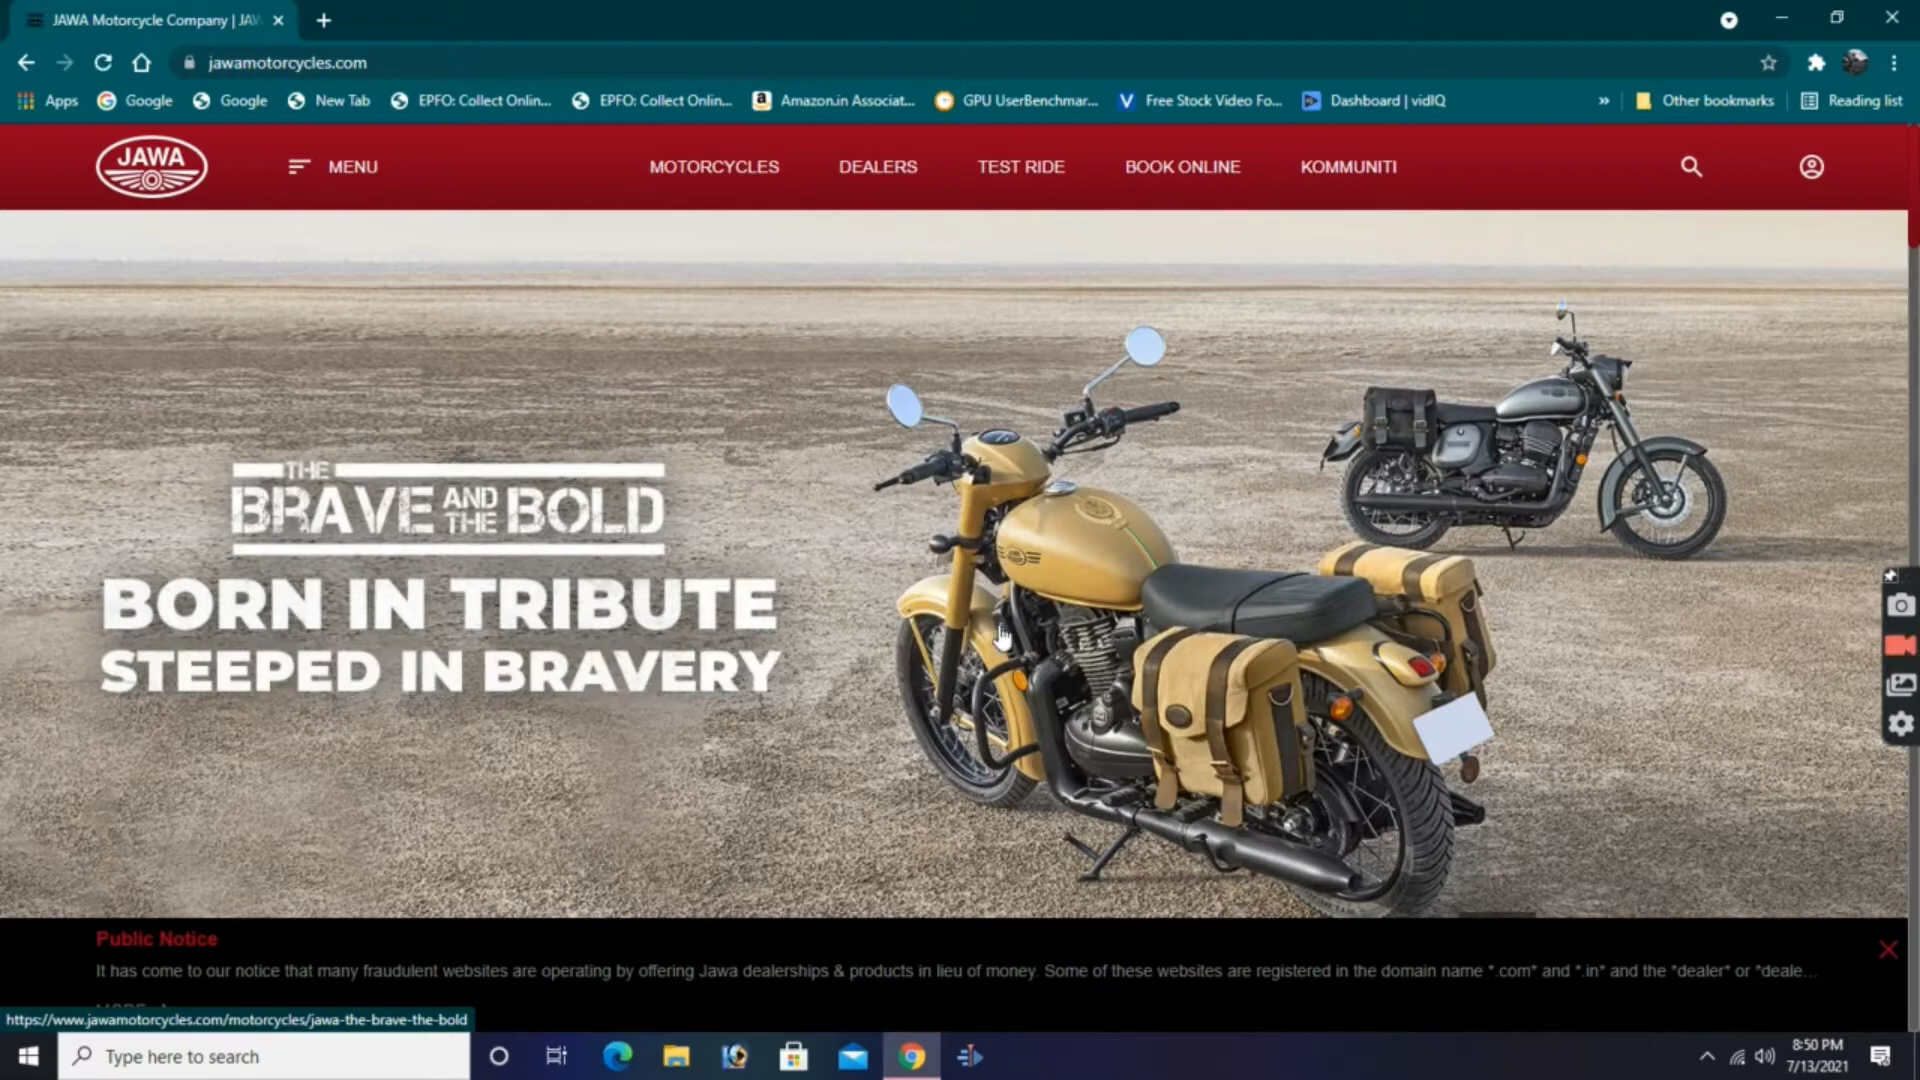 JAWA Motorcycle Company | JAW
jawamotorcycles.com
Apps
Google
Google
New Tab
EPFO: Collect Onlin...
EPFO: Collect Onlin...
Amazon.in Associat...
GPU UserBenchmar...
Free Stock Video Fo...
Dashboard | vidIQ
»
Other bookmarks
Reading list
JAWA
MENU
MOTORCYCLES
DEALERS
TEST RIDE
BOOK ONLINE
KOMMUNITI
THE
BRAVE AND THE BOLD
BORN IN TRIBUTE
STEEPED IN BRAVERY
Public Notice
It has come to our notice that many fraudulent websites are operating by offering Jawa dealerships & products in lieu of money. Some of these websites are registered in the domain name *.com* and *.in* and the *dealer* or *deale...
https://www.jawamotorcycles.com/motorcycles/jawa-the-brave-the-bold
Type here to search
8:50 PM
7/13/2021